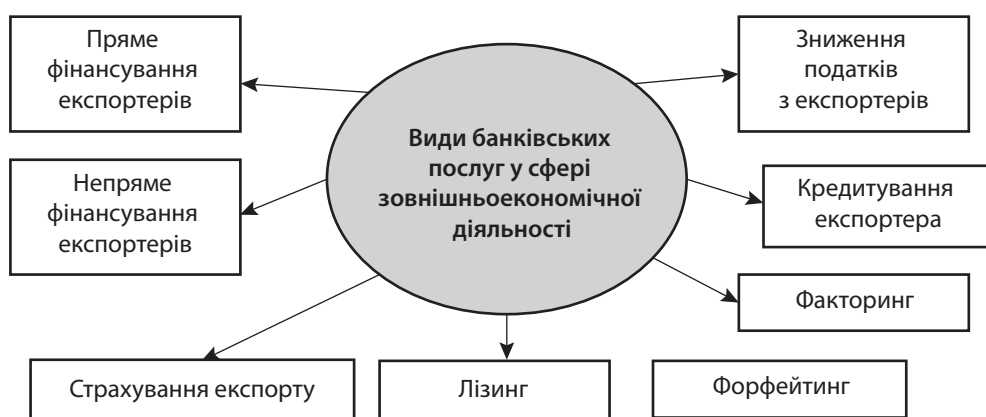 Пряме
фінансування
експортерів
Зниження
податків
з експортерів
Види банківських
послуг у сфері
зовнішньоекономічної
діяльності
Непряме
фінансування
експортерів
Кредитування
експортера
Факторинг
Страхування експорту
Лізинг
Форфейтинг